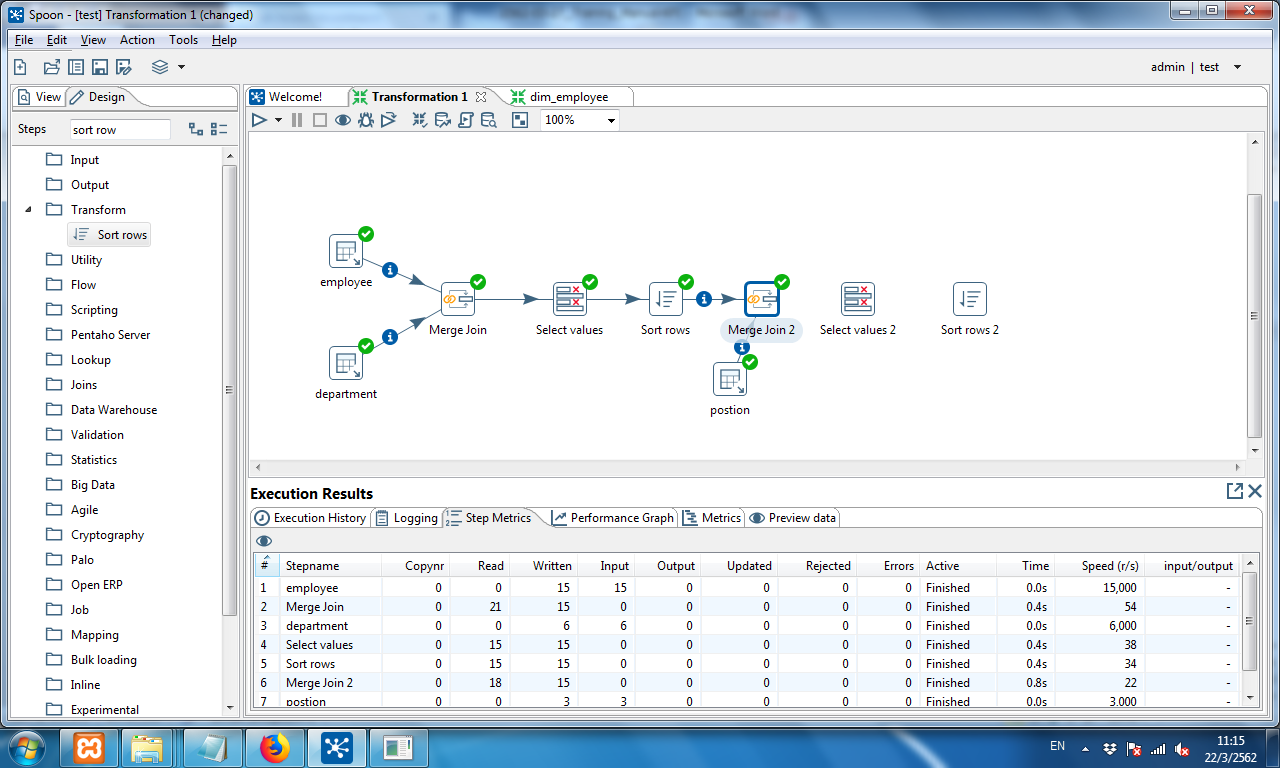 Spoon - [test] Transformation 1 (changed)
File Edit View Action Tools Help
admin | test
View Design
Welcome! Transformation 1 dim_employee
Steps sort row
100%
Input
Output
Transform
Sort rows
Utility
Flow
Scripting
Pentaho Server
Lookup
Joins
Data Warehouse
Validation
Statistics
Big Data
Agile
Cryptography
Palo
Open ERP
Job
Mapping
Bulk loading
Inline
Experimental
employee
Merge Join
Select values
Sort rows
Merge Join 2
Select values 2
Sort rows 2
department
postion
Execution Results
Execution History Logging Step Metrics Performance Graph Metrics Preview data
# Stepname Copynr Read Written Input Output Updated Rejected Errors Active Time Speed (r/s) input/output
1 employee 0 0 15 15 0 0 0 0 Finished 0.0s 15,000 -
2 Merge Join 0 21 15 0 0 0 0 0 Finished 0.4s 54 -
3 department 0 0 6 6 0 0 0 0 Finished 0.0s 6,000 -
4 Select values 0 15 15 0 0 0 0 0 Finished 0.4s 38 -
5 Sort rows 0 15 15 0 0 0 0 0 Finished 0.4s 34 -
6 Merge Join 2 0 18 15 0 0 0 0 0 Finished 0.8s 22 -
7 postion 0 0 3 3 0 0 0 0 Finished 0.0s 3,000 -
EN
11:15
22/3/2562